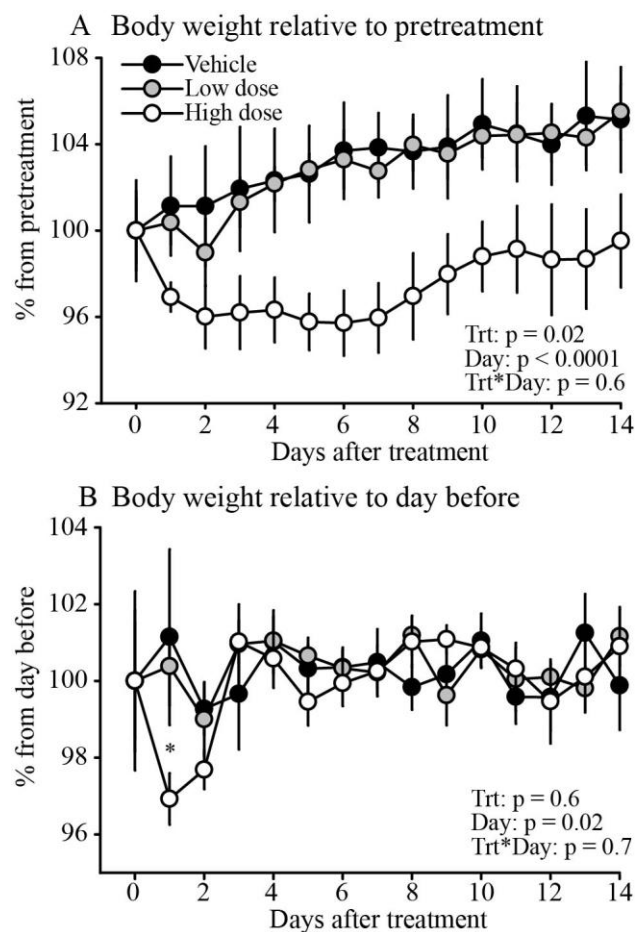 A Body weight relative to pretreatment
108
104
100
96
92
% from pretreatment
Vehicle
Low dose
High dose
Trt: p = 0.02
Day: p < 0.0001
Trt*Day: p = 0.6
0 2 4 6 8 10 12 14
Days after treatment
B Body weight relative to day before
104
102
100
98
96
% from day before
*
Trt: p = 0.6
Day: p = 0.02
Trt*Day: p = 0.7
0 2 4 6 8 10 12 14
Days after treatment